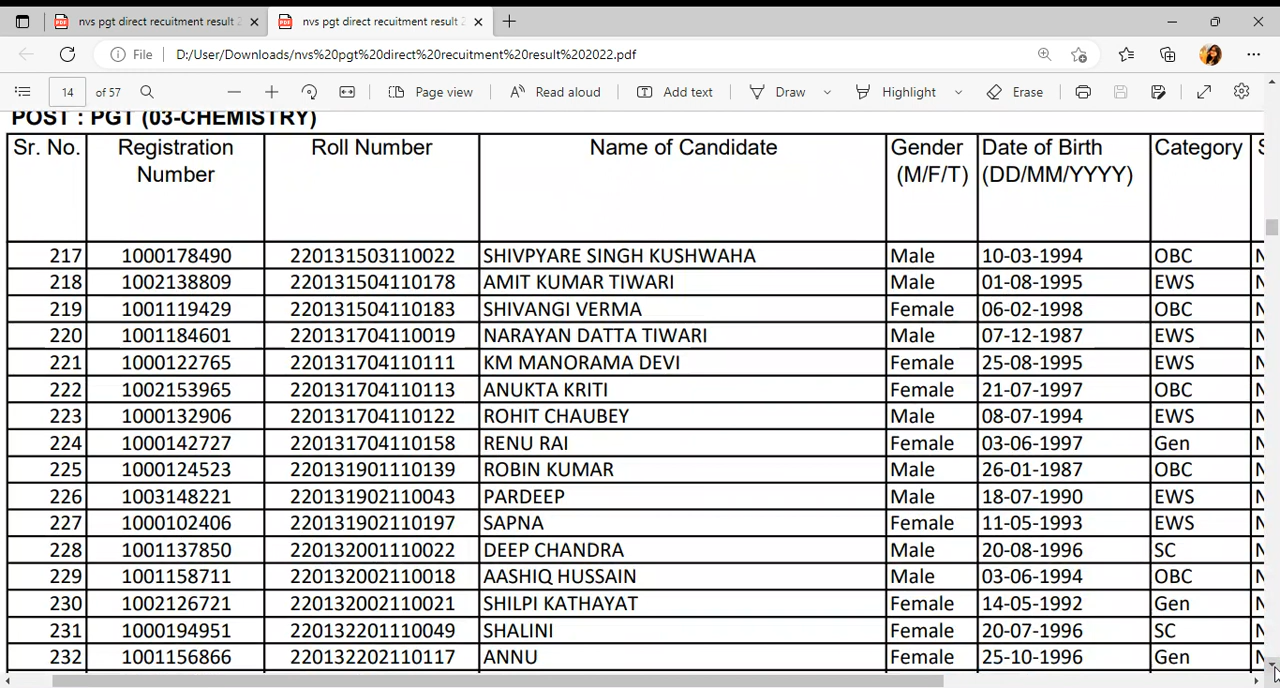 nvs pgt direct recuitment result 2
nvs pgt direct recuitment result 2
File D:/User/Downloads/nvs%20pgt%20direct%20recuitment%20result%202022.pdf
14 of 57 Page view Read aloud Add text Draw Highlight Erase
POST : PGT (03-CHEMISTRY)
Sr. No. Registration Number Roll Number Name of Candidate Gender (M/F/T) Date of Birth (DD/MM/YYYY) Category S
217 1000178490 220131503110022 SHIVPYARE SINGH KUSHWAHA Male 10-03-1994 OBC N
218 1002138809 220131504110178 AMIT KUMAR TIWARI Male 01-08-1995 EWS N
219 1001119429 220131504110183 SHIVANGI VERMA Female 06-02-1998 OBC N
220 1001184601 220131704110019 NARAYAN DATTA TIWARI Male 07-12-1987 EWS N
221 1000122765 220131704110111 KM MANORAMA DEVI Female 25-08-1995 EWS N
222 1002153965 220131704110113 ANUKTA KRITI Female 21-07-1997 OBC N
223 1000132906 220131704110122 ROHIT CHAUBEY Male 08-07-1994 EWS N
224 1000142727 220131704110158 RENU RAI Female 03-06-1997 Gen N
225 1000124523 220131901110139 ROBIN KUMAR Male 26-01-1987 OBC N
226 1003148221 220131902110043 PARDEEP Male 18-07-1990 EWS N
227 1000102406 220131902110197 SAPNA Female 11-05-1993 EWS N
228 1001137850 220132001110022 DEEP CHANDRA Male 20-08-1996 SC N
229 1001158711 220132002110018 AASHIQ HUSSAIN Male 03-06-1994 OBC N
230 1002126721 220132002110021 SHILPI KATHAYAT Female 14-05-1992 Gen N
231 1000194951 220132201110049 SHALINI Female 20-07-1996 SC N
232 1001156866 220132202110117 ANNU Female 25-10-1996 Gen N